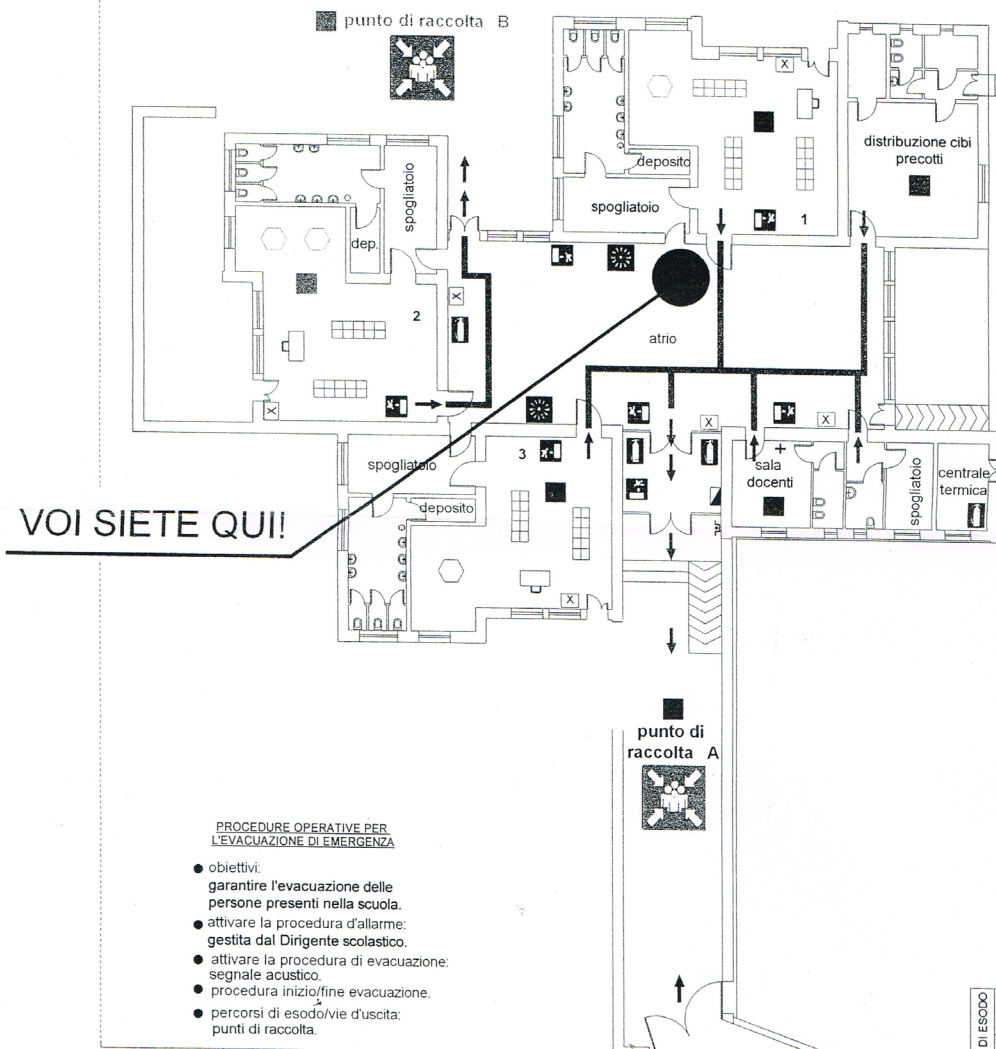 punto di raccolta B
distribuzione cibi
precotti
deposito
spogliatoio
1
spogliatoio
dep.
2
atrio
3
spogliatoio
deposito
sala
docenti
spogliatoio
centrale
termica
VOI SIETE QUI!
punto di
raccolta A
PROCEDURE OPERATIVE PER
L'EVACUAZIONE DI EMERGENZA
obiettivi:
garantire l'evacuazione delle
persone presenti nella scuola.
attivare la procedura d'allarme:
gestita dal Dirigente scolastico.
attivare la procedura di evacuazione:
segnale acustico.
procedura inizio/fine evacuazione.
percorsi di esodo/vie d'uscita:
punti di raccolta.
DI ESODO
X
X
X
X
X
X